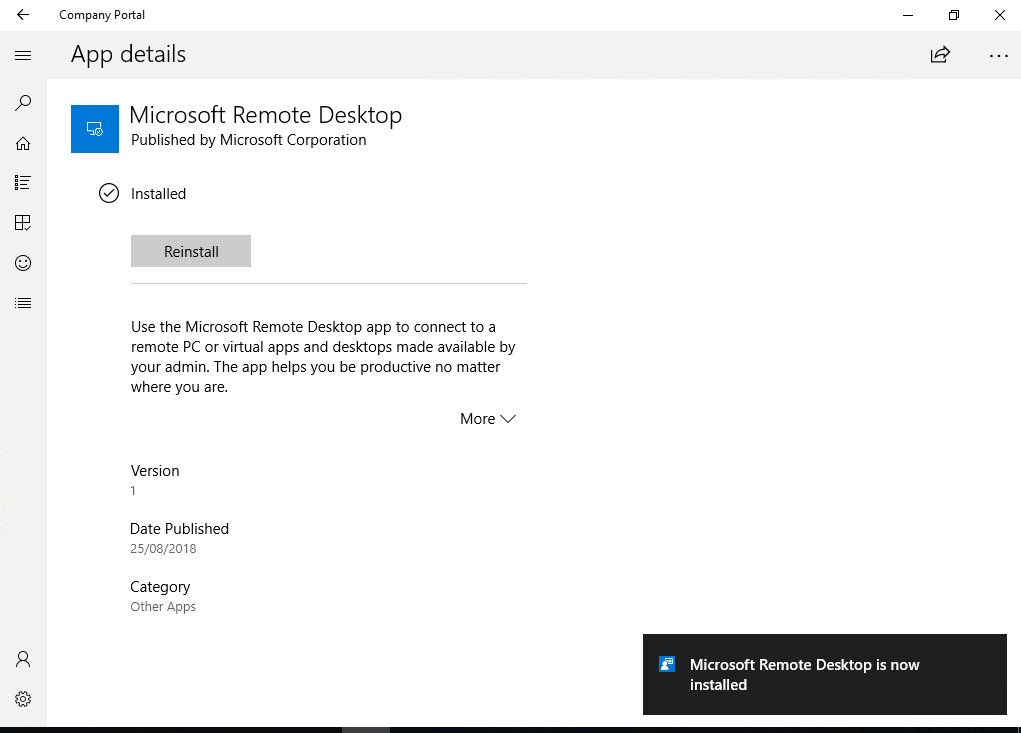 Company Portal
App details
Microsoft Remote Desktop
Published by Microsoft Corporation
Installed
Reinstall
Use the Microsoft Remote Desktop app to connect to a
remote PC or virtual apps and desktops made available by
your admin. The app helps you be productive no matter
where you are.
More
Version
1
Date Published
25/08/2018
Category
Other Apps
Microsoft Remote Desktop is now
installed